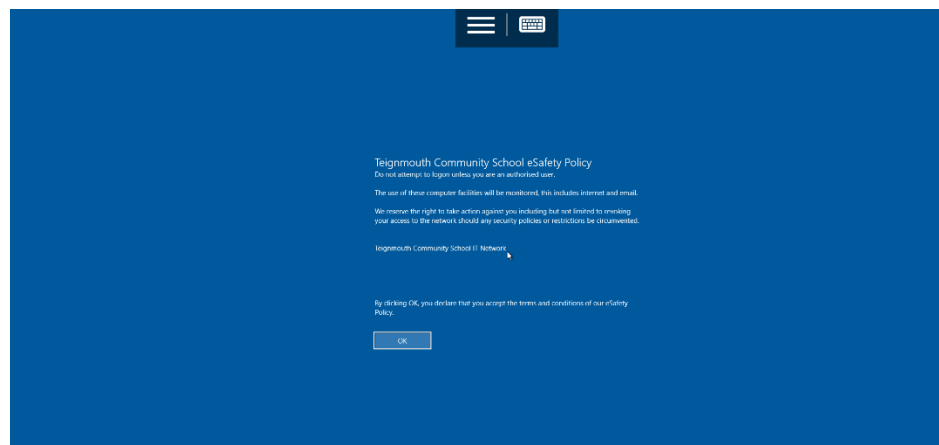 Teignmouth Community School eSafety Policy
Do not attempt to logon unless you are an authorised user.
The use of these computer facilities will be monitored, this includes internet and email.
We reserve the right to take action against you including but not limited to revoking
your access to the network should any security policies or restrictions be circumvented.
Teignmouth Community School IT Network
By clicking OK, you declare that you accept the terms and conditions of our eSafety
Policy.
OK